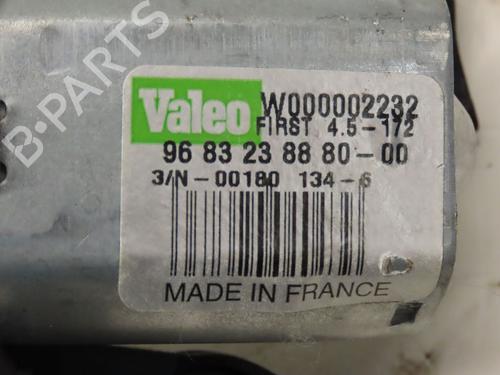 Valeo W000002232
FIRST 4.5-172
96 83 23 88 80-00
3/N-00180 134-6
MADE IN FRANCE
B-PARTS